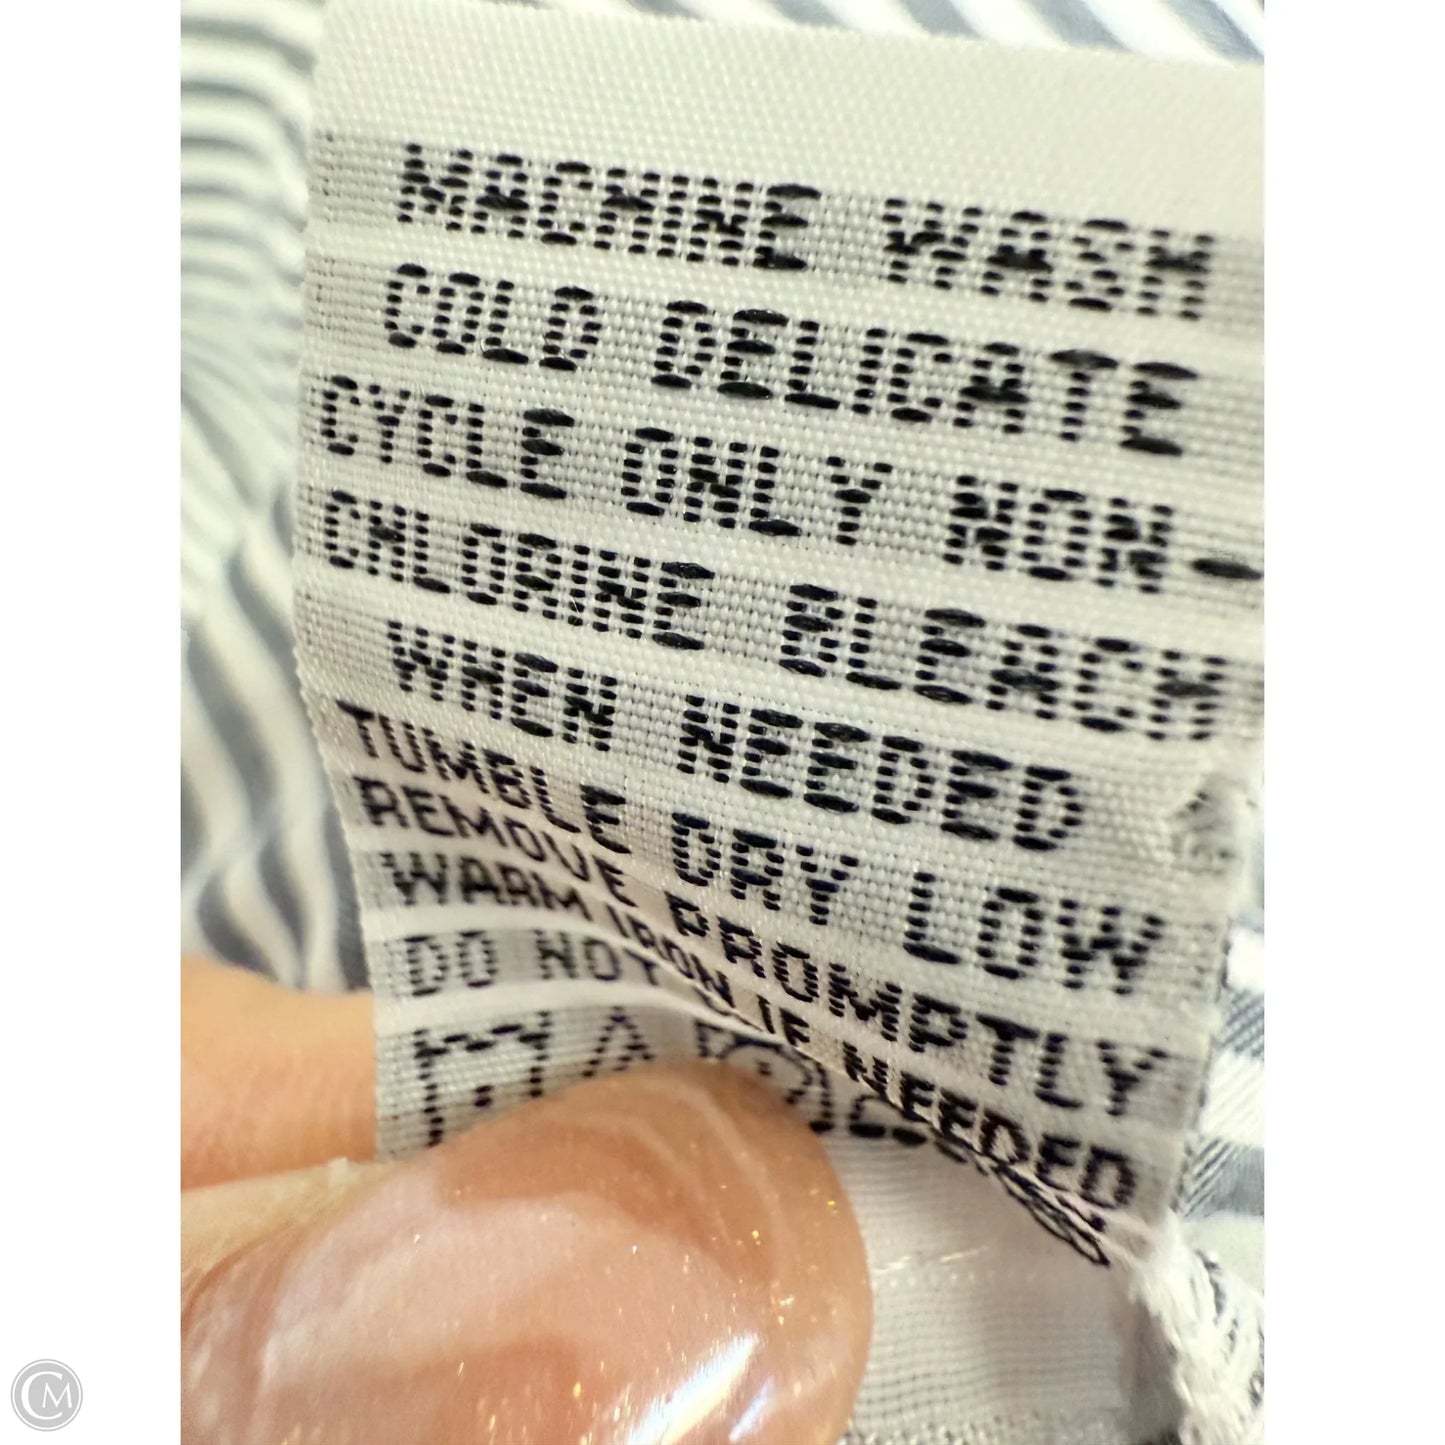 MACHINE WASH
COLD DELICATE
CYCLE ONLY NON-
CHLORINE BLEACH
WHEN NEEDED
TUMBLE DRY LOW
REMOVE PROMPTLY
WARM IRON IF NEEDED
DO NOT
CM